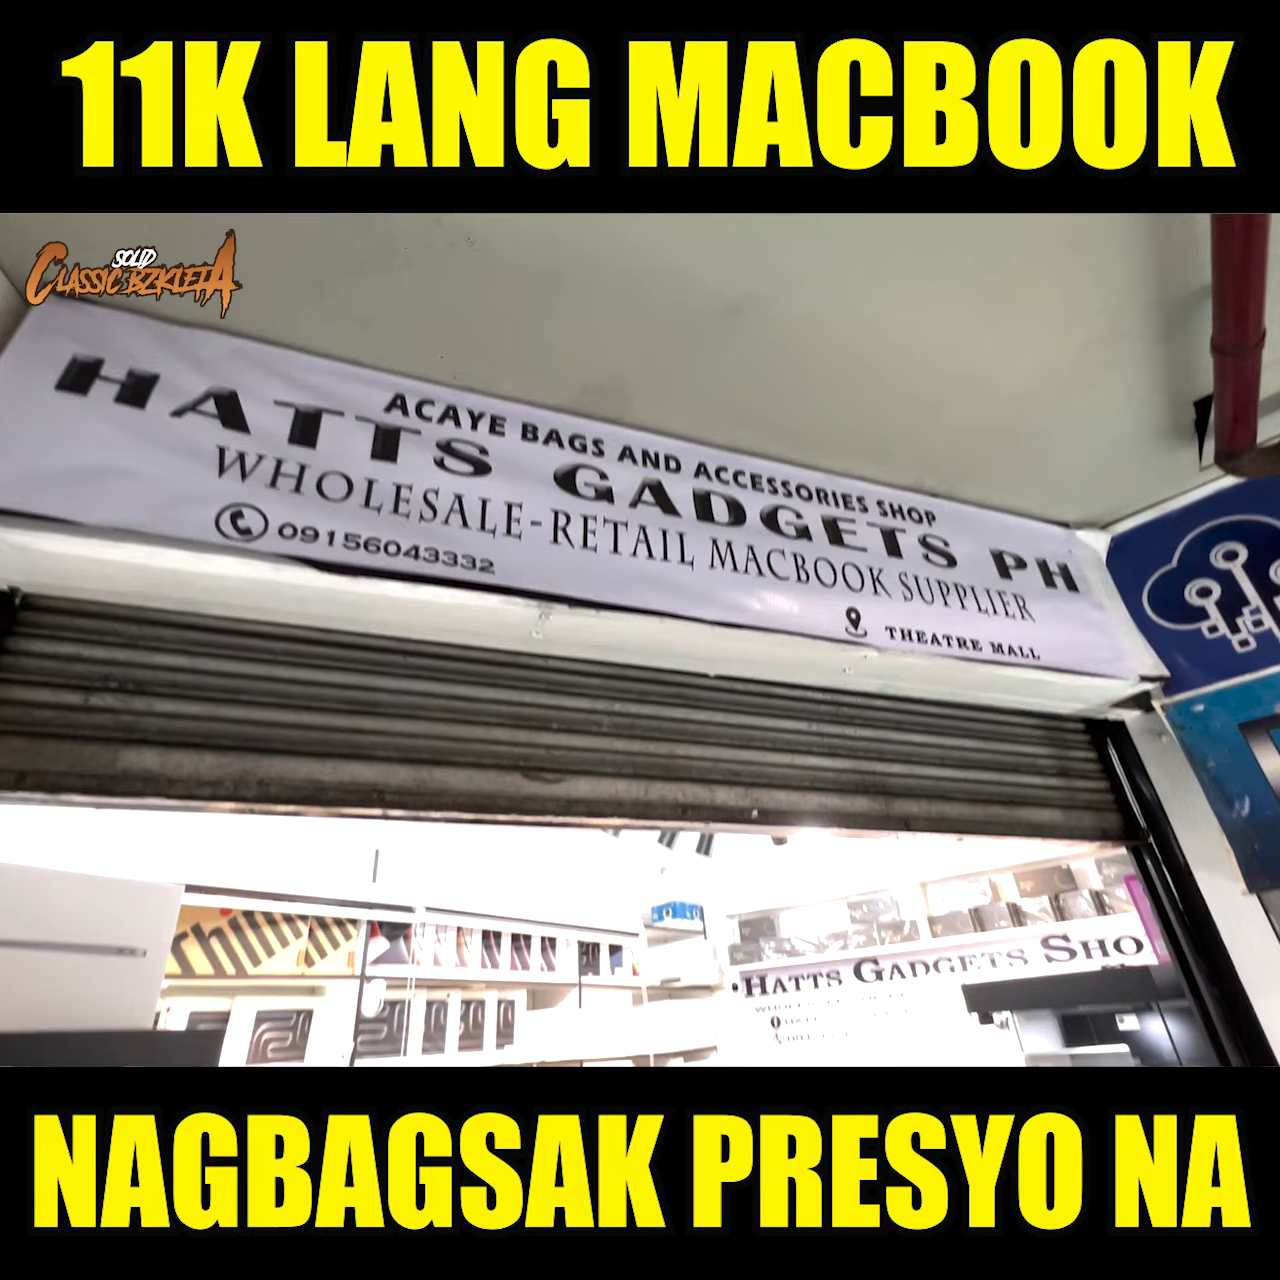 11K LANG MACBOOK
SOLID
CLASSIC BZKLETA
ACAYE BAGS AND ACCESSORIES SHOP
HATTS GADGETS PH
WHOLESALE-RETAIL MACBOOK SUPPLIER
09156043332
THEATRE MALL
HATTS GADGETS SHO
NAGBAGSAK PRESYO NA